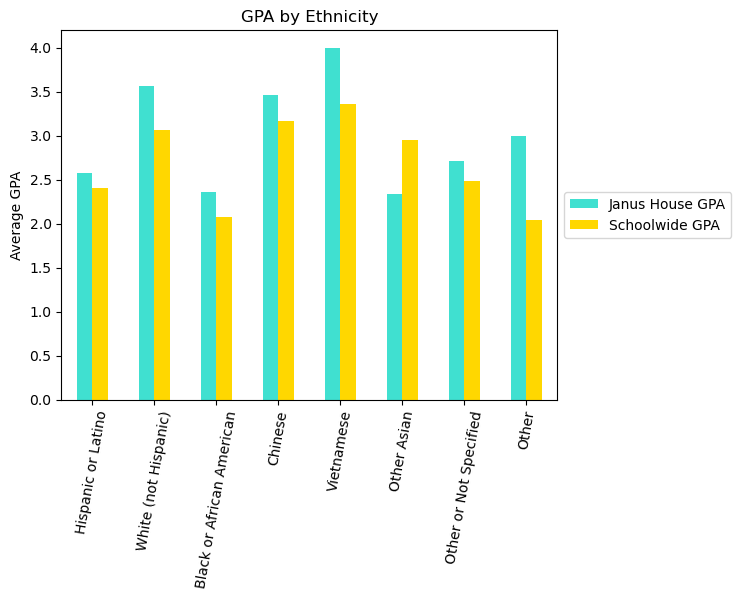 GPA by Ethnicity
Average GPA
4.0
3.5
3.0
2.5
2.0
1.5
1.0
0.5
0.0
Hispanic or Latino
White (not Hispanic)
Black or African American
Chinese
Vietnamese
Other Asian
Other or Not Specified
Other
Janus House GPA
Schoolwide GPA